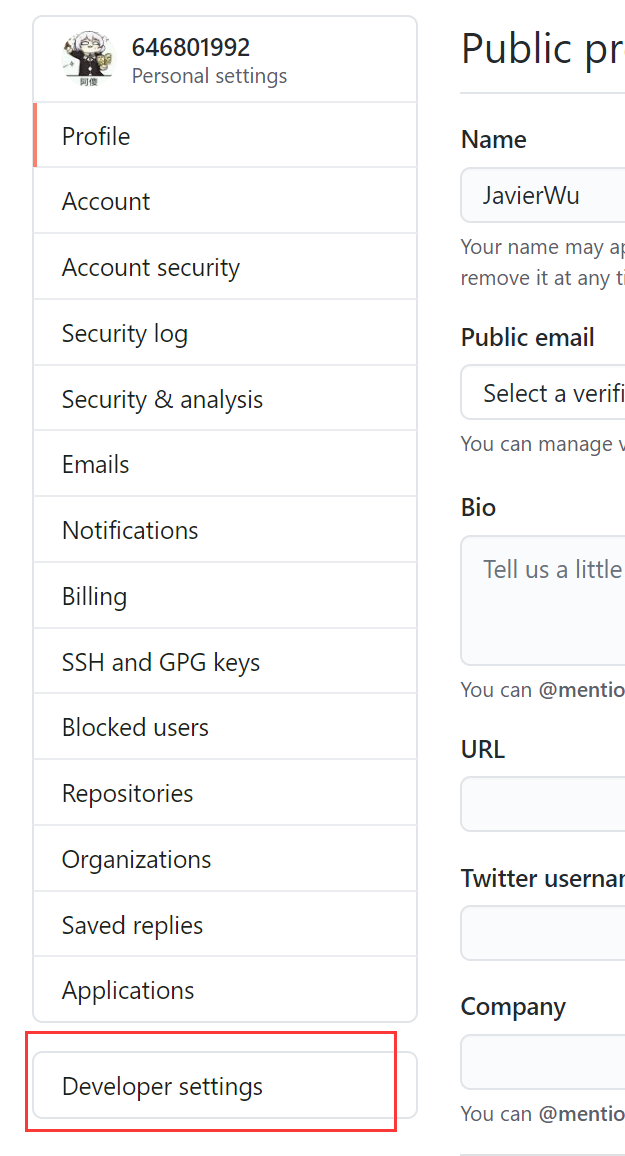 646801992
Personal settings
阿傻
Profile
Account
Account security
Security log
Security & analysis
Emails
Notifications
Billing
SSH and GPG keys
Blocked users
Repositories
Organizations
Saved replies
Applications
Developer settings
Public pr
Name
JavierWu
Your name may ap
remove it at any ti
Public email
Select a verifi
You can manage v
Bio
Tell us a little
You can @mentio
URL
Twitter usernar
Company
You can @mentio